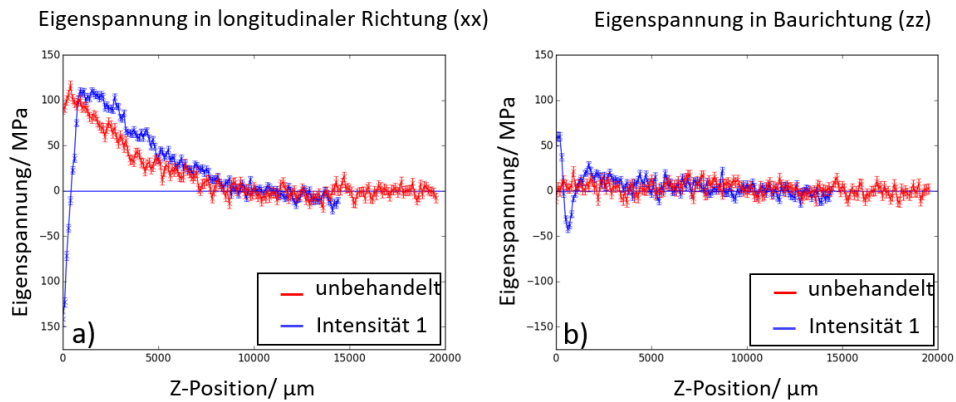 Eigenspannung in longitudinaler Richtung (xx)
Eigenspannung in Baurichtung (zz)
Eigenspannung/ MPa
150
100
50
0
50
100
150
0
5000
10000
15000
20000
a)
unbehandelt
Intensität 1
Z-Position/ µm
Eigenspannung/ MPa
150
100
50
0
−50
−100
−150
0
5000
10000
15000
20000
b)
unbehandelt
Intensität 1
Z-Position/ µm